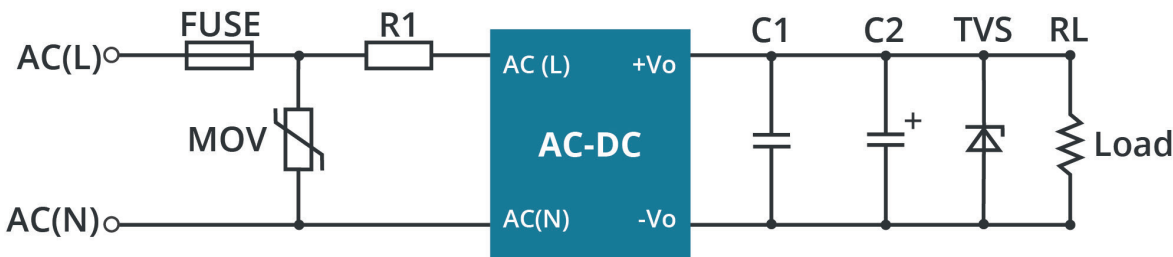 FUSE
R1
C1
C2
TVS
RL
AC(L)
AC (L)
+Vo
+
MOV
AC-DC
Load
AC(N)
AC(N)
-Vo